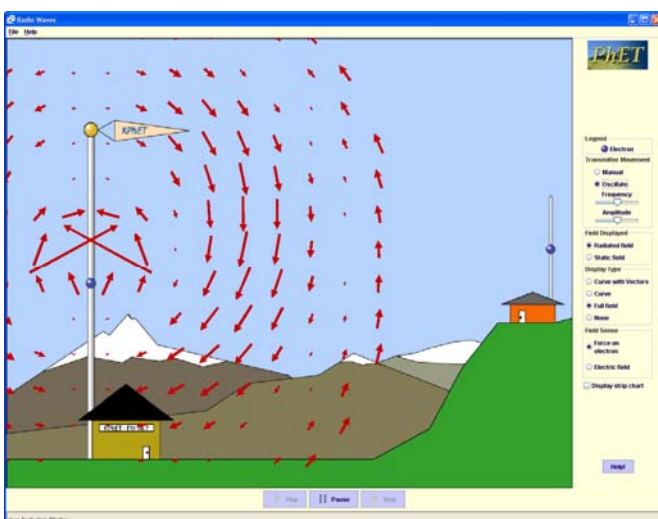 Radio Waves
File Help
KPhET
PhET
Legend
Electron
Transmitter Movement
Manual
Oscillate
Frequency
Amplitude
Field Displayed
Radiated field
Static field
Display Type
Curve with Vectors
Curve
Full field
None
Field Sense
Force on
electron
Electric field
Display strip chart
Help!
Play
Pause
Step